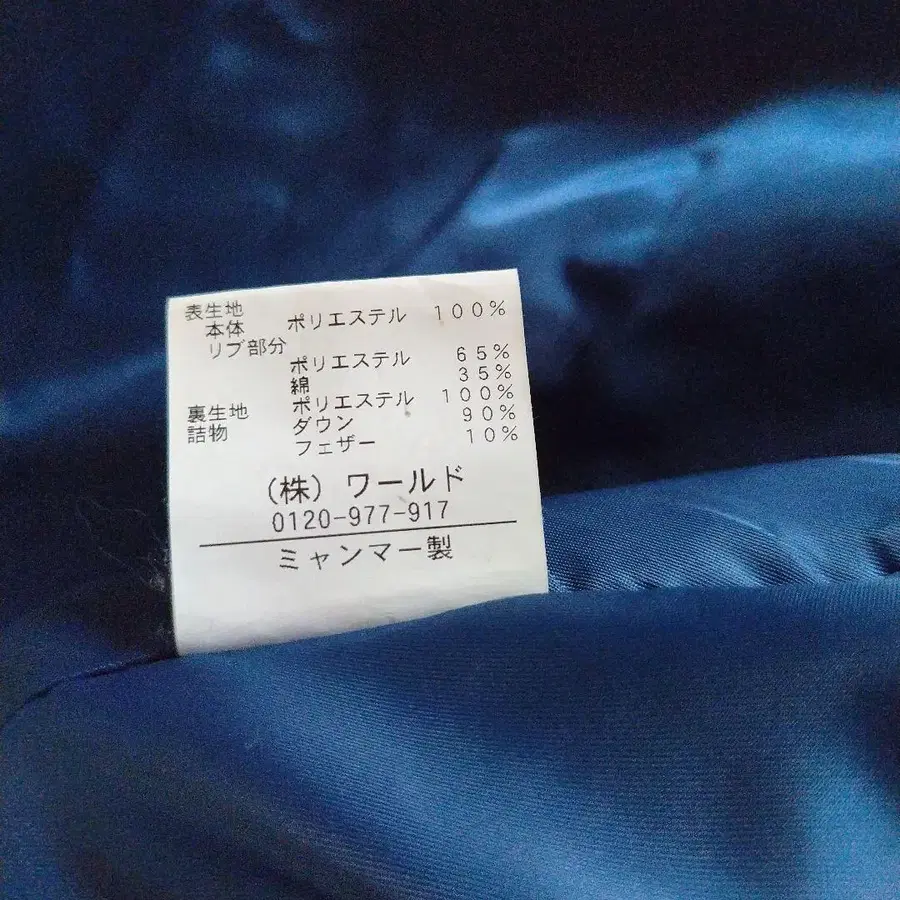 表生地
本体 ポリエステル 100%
リブ部分
ポリエステル 65%
綿 35%
裏生地 ポリエステル 100%
詰物 ダウン 90%
フェザー 10%
(株) ワールド
0120-977-917
ミャンマー製